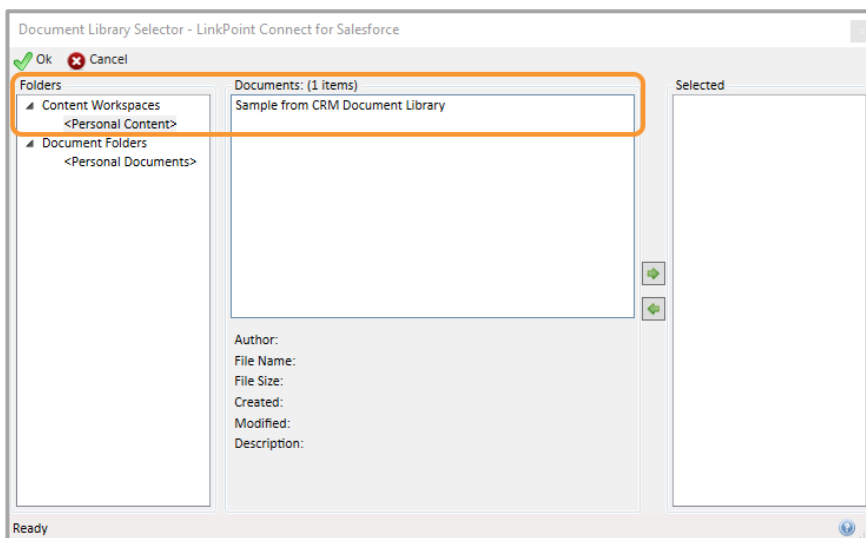 Document Library Selector - LinkPoint Connect for Salesforce
Ok Cancel
Folders
Content Workspaces
<Personal Content>
Document Folders
<Personal Documents>
Documents: (1 items)
Sample from CRM Document Library
Author:
File Name:
File Size:
Created:
Modified:
Description:
Selected
Ready